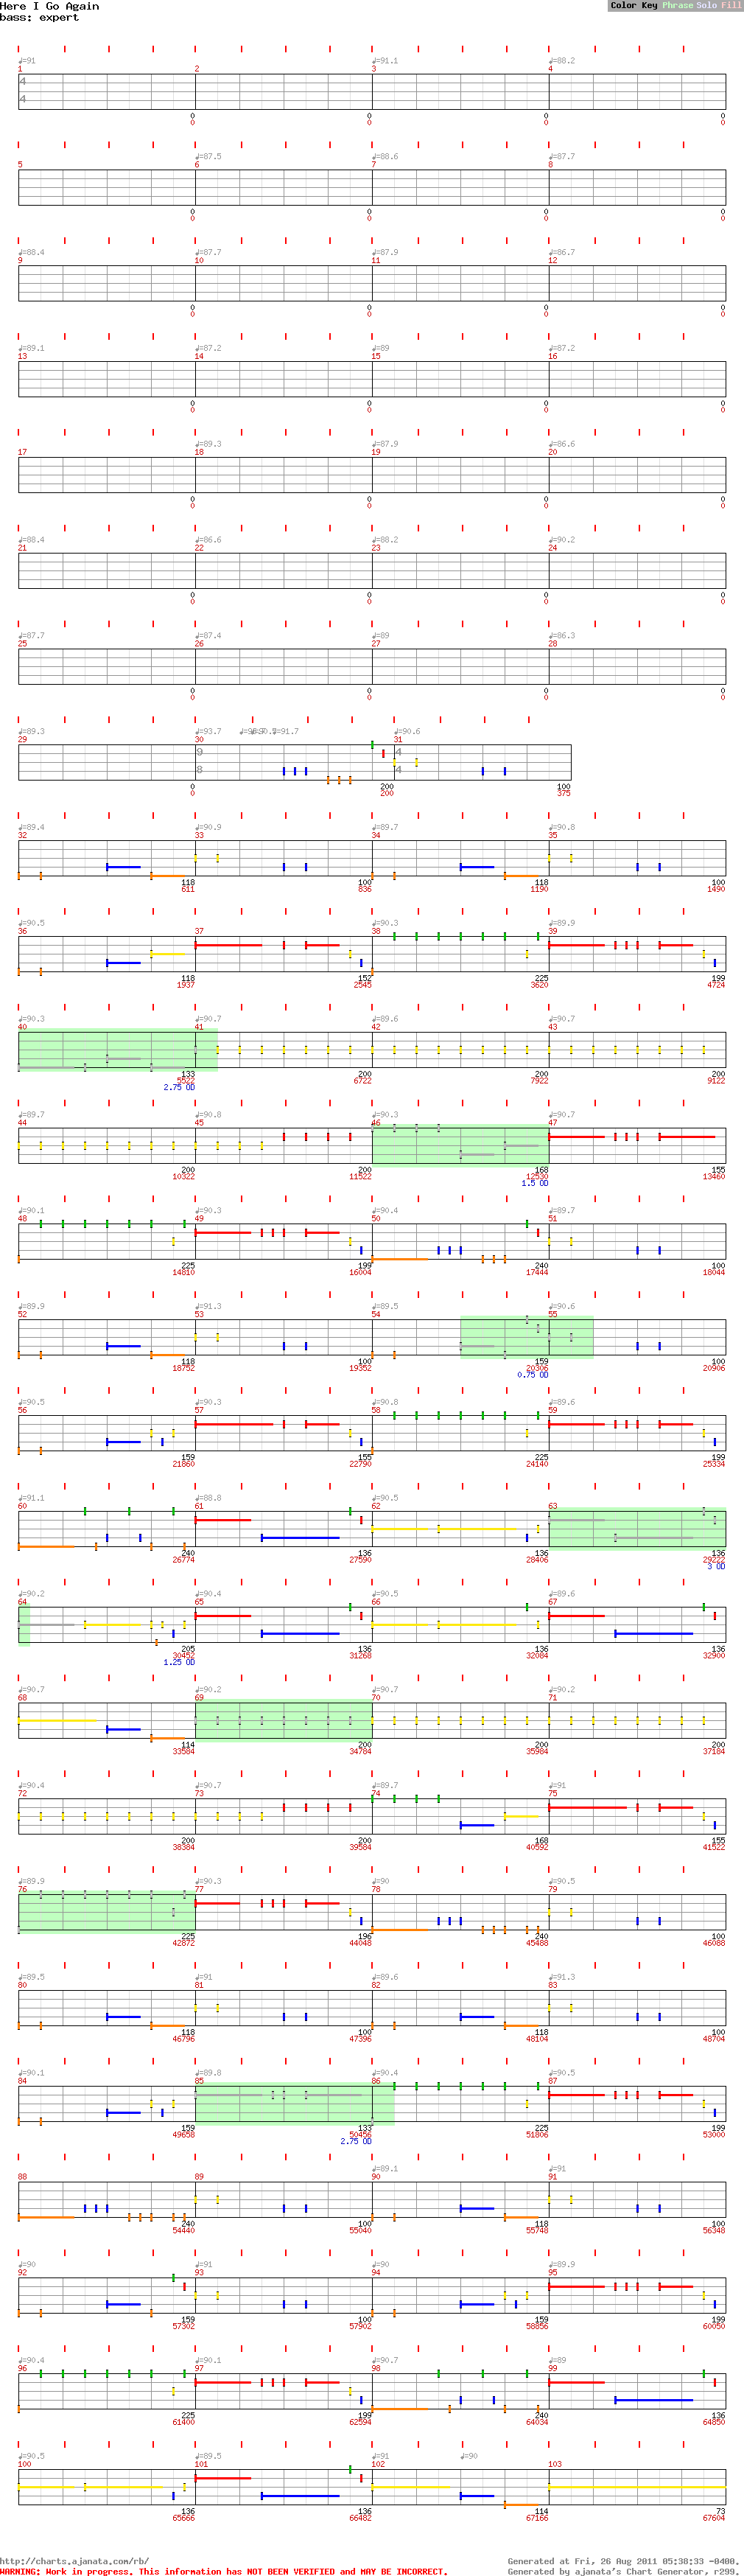 Here I Go Again
bass: expert
Color Key Phrase Solo Fill
♩=91 ♩=91.1 ♩=88.2
1 2 3 4
4
4
0 0 0 0
0 0 0 0
♩=87.5 ♩=88.6 ♩=87.7
5 6 7 8
0 0 0 0
0 0 0 0
♩=88.4 ♩=87.7 ♩=87.9 ♩=86.7
9 10 11 12
0 0 0 0
0 0 0 0
♩=89.1 ♩=87.2 ♩=89 ♩=87.2
13 14 15 16
0 0 0 0
0 0 0 0
♩=89.3 ♩=87.9 ♩=86.6
17 18 19 20
0 0 0 0
0 0 0 0
♩=88.4 ♩=86.6 ♩=88.2 ♩=90.2
21 22 23 24
0 0 0 0
0 0 0 0
♩=87.7 ♩=87.4 ♩=89 ♩=86.3
25 26 27 28
0 0 0 0
0 0 0 0
♩=89.3 ♩=93.7 ♩=91.7 ♩=90.6
29 30 31
9 4
8 4
0 200 100
0 200 375
♩=89.4 ♩=90.9 ♩=89.7 ♩=90.8
32 33 34 35
118 100 118 100
611 836 1190 1490
♩=90.5 ♩=90.3 ♩=89.9
36 37 38 39
118 152 225 199
1937 2545 3620 4724
♩=90.3 ♩=90.7 ♩=89.6 ♩=90.7
40 41 42 43
133 200 200 200
5522 6722 7922 9122
2.75 OD
♩=89.7 ♩=90.8 ♩=90.3 ♩=90.7
44 45 46 47
200 200 168 155
10322 11522 12530 13460
1.5 OD
♩=90.1 ♩=90.3 ♩=90.4 ♩=89.7
48 49 50 51
225 199 240 100
14810 16004 17444 18044
♩=89.9 ♩=91.3 ♩=89.5 ♩=90.6
52 53 54 55
118 100 159 100
18752 19352 20306 20906
0.75 OD
♩=90.5 ♩=90.3 ♩=90.8 ♩=89.6
56 57 58 59
159 155 225 199
21860 22790 24140 25334
♩=91.1 ♩=88.8 ♩=90.5
60 61 62 63
240 136 136 136
26774 27590 28406 29222
3 OD
♩=90.2 ♩=90.4 ♩=90.5 ♩=89.6
64 65 66 67
205 136 136 136
30452 31268 32084 32900
1.25 OD
♩=90.7 ♩=90.2 ♩=90.7 ♩=90.2
68 69 70 71
114 200 200 200
33584 34784 35984 37184
♩=90.4 ♩=90.7 ♩=89.7 ♩=91
72 73 74 75
200 200 168 155
38384 39584 40592 41522
♩=89.9 ♩=90.3 ♩=90 ♩=90.5
76 77 78 79
225 196 240 100
42872 44048 45488 46088
♩=89.5 ♩=91 ♩=89.6 ♩=91.3
80 81 82 83
118 100 118 100
46796 47396 48104 48704
♩=90.1 ♩=89.8 ♩=90.4 ♩=90.5
84 85 86 87
159 133 225 199
49658 50456 51806 53000
2.75 OD
♩=89.1 ♩=91
88 89 90 91
240 100 118 100
54440 55040 55748 56348
♩=90 ♩=91 ♩=90 ♩=89.9
92 93 94 95
159 100 159 199
57302 57902 58856 60050
♩=90.4 ♩=90.1 ♩=90.7 ♩=89
96 97 98 99
225 199 240 136
61400 62594 64034 64850
♩=90.5 ♩=89.5 ♩=91 ♩=90
100 101 102 103
136 136 114 73
65666 66482 67166 67604
http://charts.ajanata.com/rb/
Generated at Fri, 26 Aug 2011 05:38:33 -0400.
WARNING: Work in progress. This information has NOT BEEN VERIFIED and MAY BE INCORRECT.
Generated by ajanata's Chart Generator, r299.